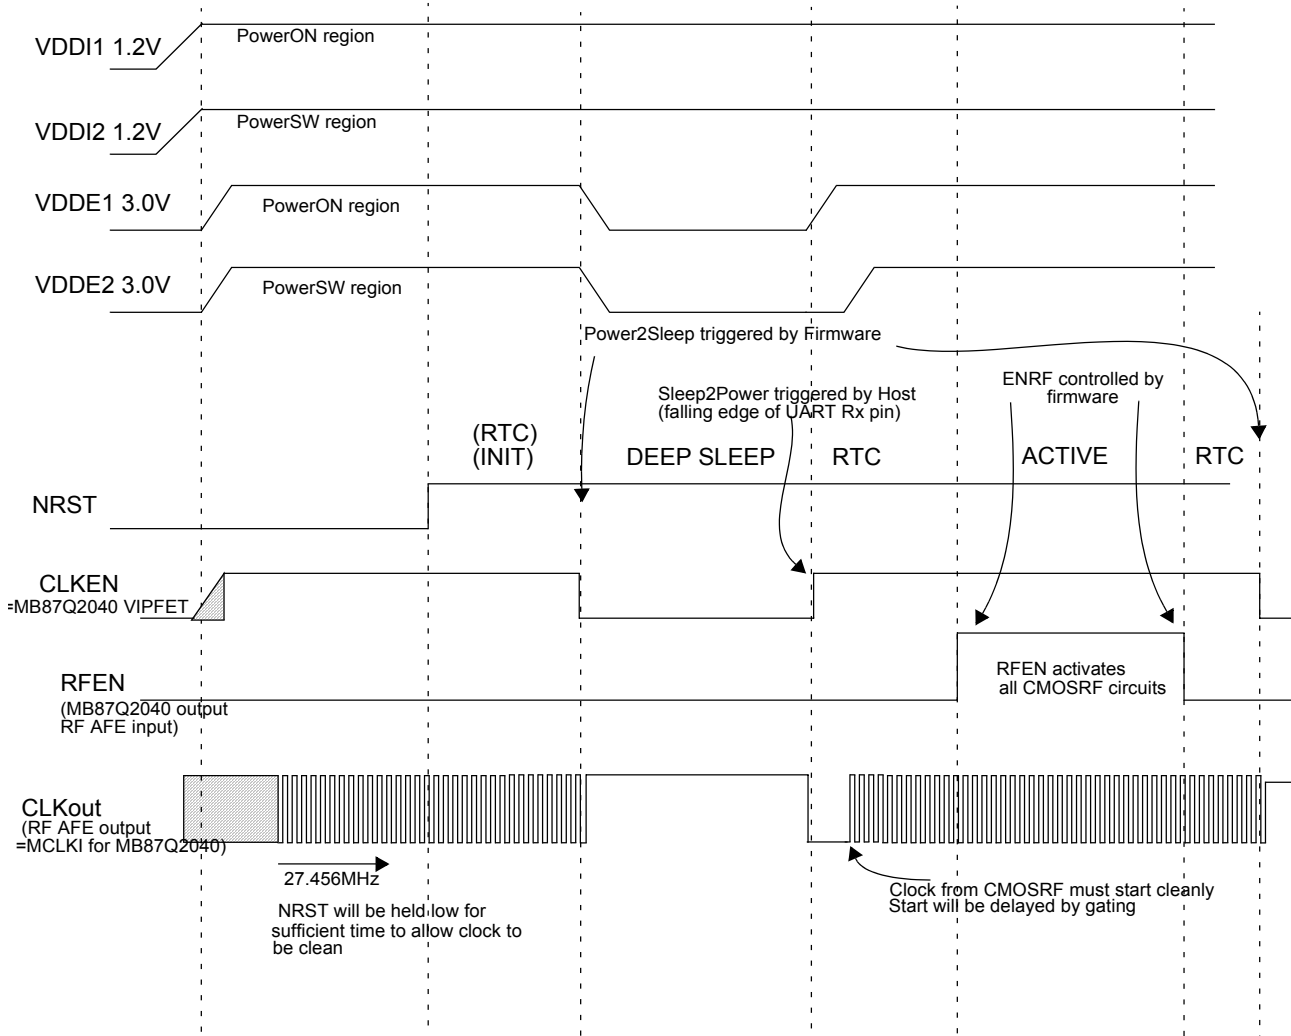 VDDI1 1.2V
PowerON region
VDDI2 1.2V
PowerSW region
VDDE1 3.0V
PowerON region
VDDE2 3.0V
PowerSW region
Power2Sleep triggered by Firmware
Sleep2Power triggered by Host
(falling edge of UART Rx pin)
ENRF controlled by
firmware
(RTC)
(INIT)
DEEP SLEEP
RTC
ACTIVE
RTC
NRST
CLKEN
=MB87Q2040 VIPFET
RFEN
(MB87Q2040 output
RF AFE input)
RFEN activates
all CMOSRF circuits
CLKout
(RF AFE output
=MCLKI for MB87Q2040)
27.456MHz
NRST will be held low for
sufficient time to allow clock to
be clean
Clock from CMOSRF must start cleanly
Start will be delayed by gating